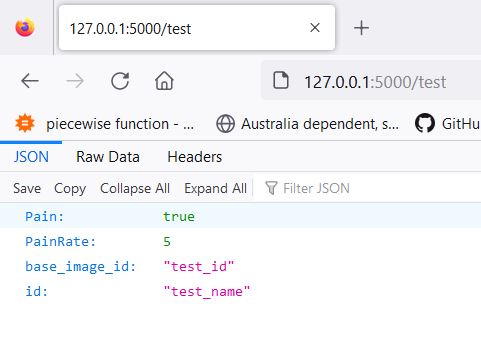 127.0.0.1:5000/test
127.0.0.1:5000/test
piecewise function - ... Australia dependent, s... GitHu
JSON Raw Data Headers
Save Copy Collapse All Expand All Filter JSON
Pain: true
PainRate: 5
base_image_id: "test_id"
id: "test_name"